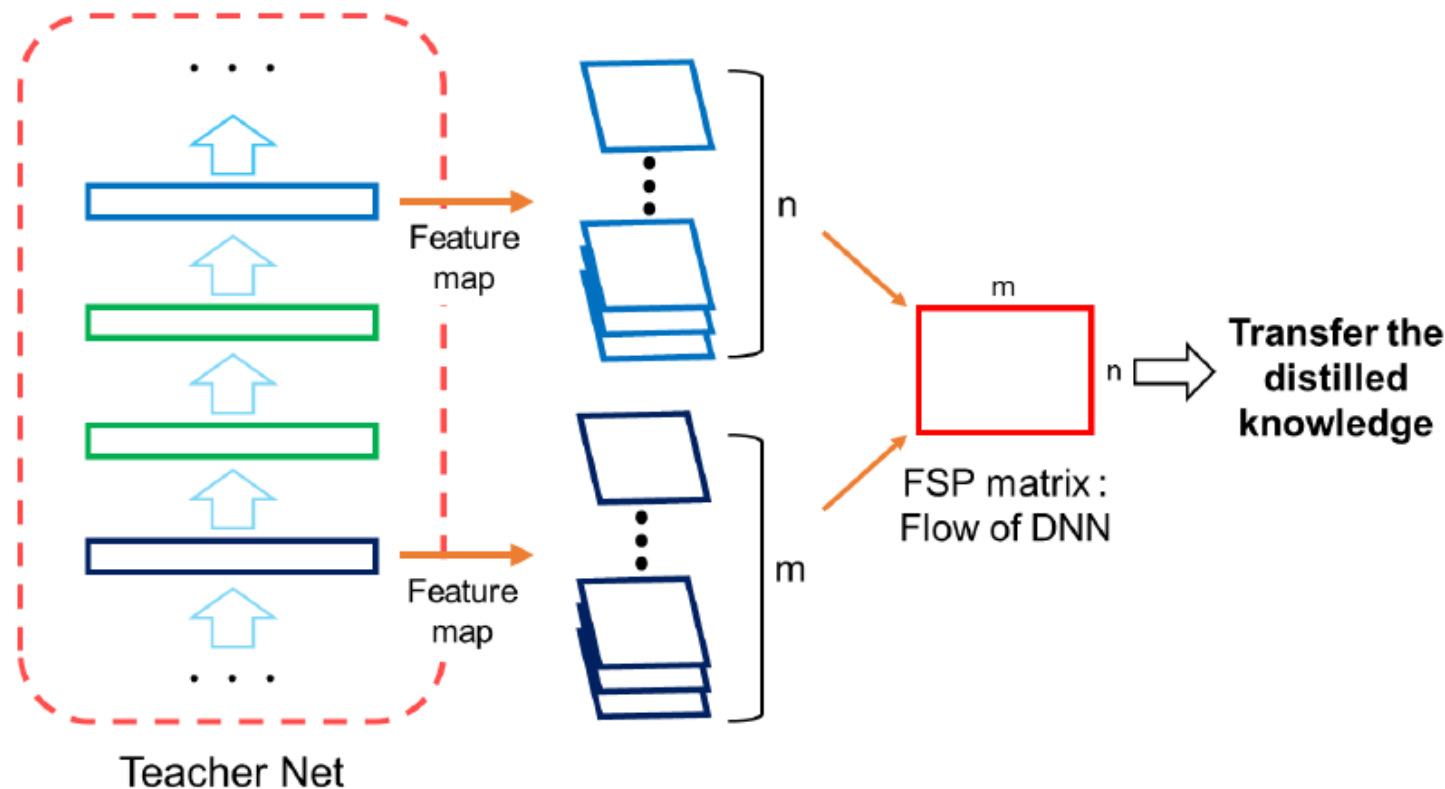 . . .
Feature
map
n
m
n
Transfer the
distilled
knowledge
FSP matrix :
Flow of DNN
Feature
map
m
. . .
Teacher Net